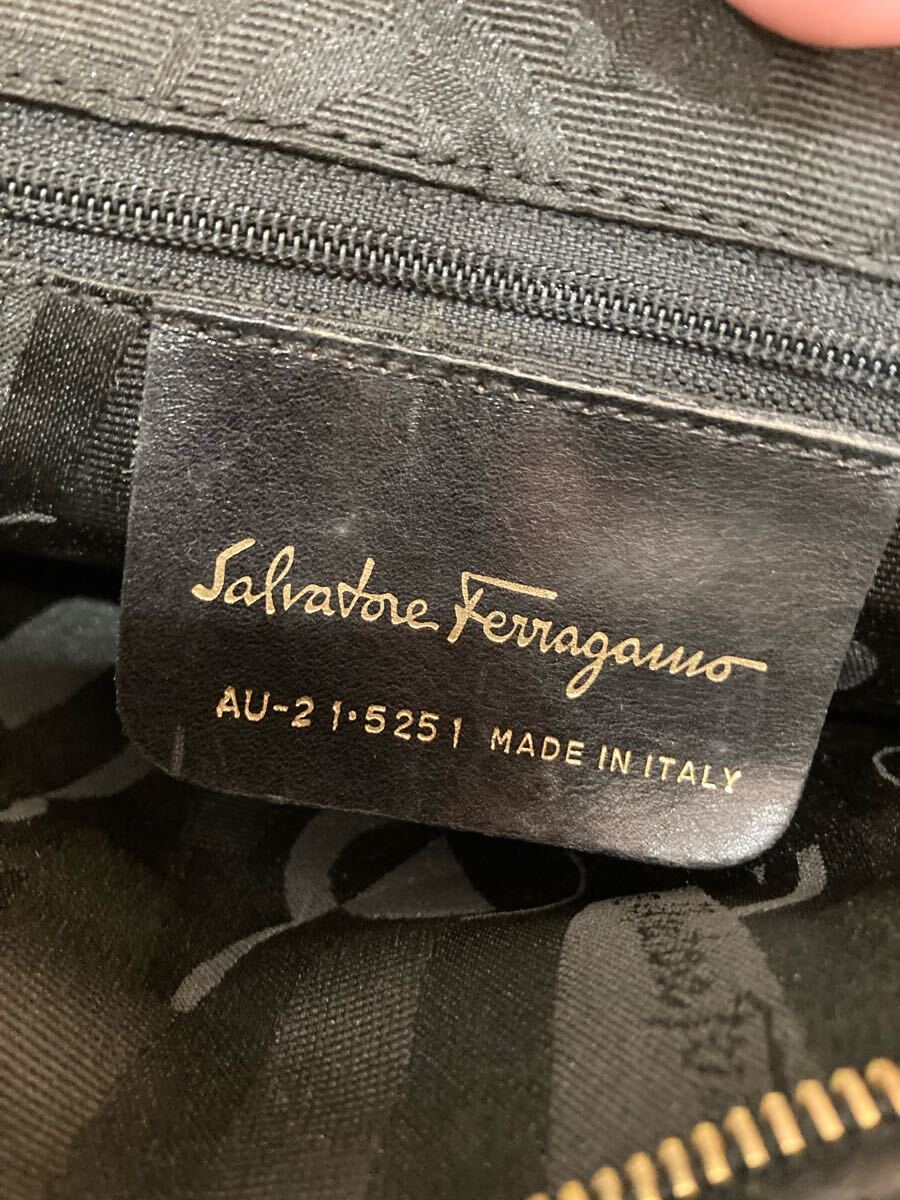 Salvatore Ferragamo
AU-21·5251 MADE IN ITALY